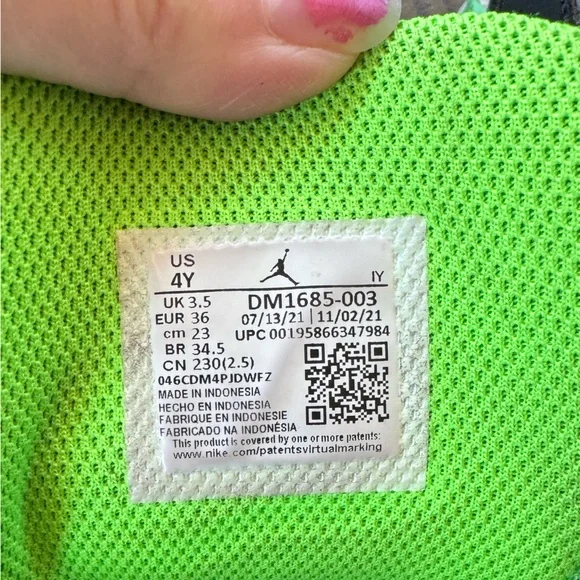 US
4Y
IY
UK 3.5
DM1685-003
EUR 36
07/13/21 | 11/02/21
cm 23
UPC 00195866347984
BR 34.5
CN 230(2.5)
046CDM4PJDWFZ
MADE IN INDONESIA
HECHO EN INDONESIA
FABRIQUE EN INDONESIE
FABRICADO NA INDONÉSIA
This product is covered by one or more patents:
www.nike.com/patentsvirtualmarking